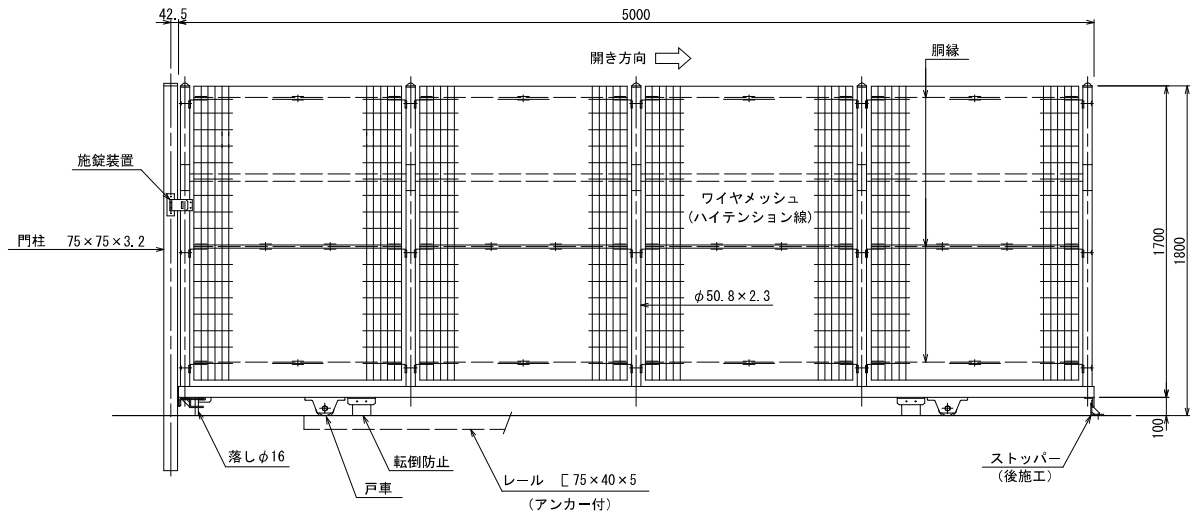 42.5
5000
開き方向
胴縁
施錠装置
ワイヤメッシュ
(ハイテンション線)
門柱 75×75×3.2
1700
1800
φ50.8×2.3
100
落しφ16
転倒防止
戸車
レール [75×40×5
(アンカー付)
ストッパー
(後施工)